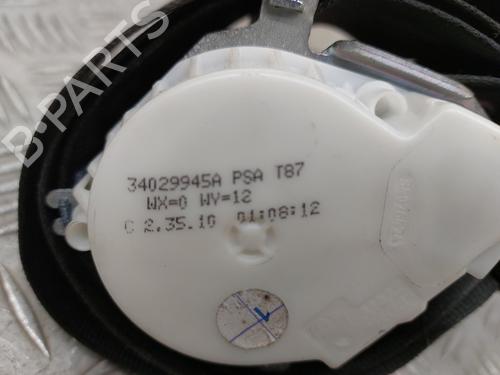 B-PARTS
34029945A PSA T87
WX=0 WY=12
C 2.35.10 01:08:12